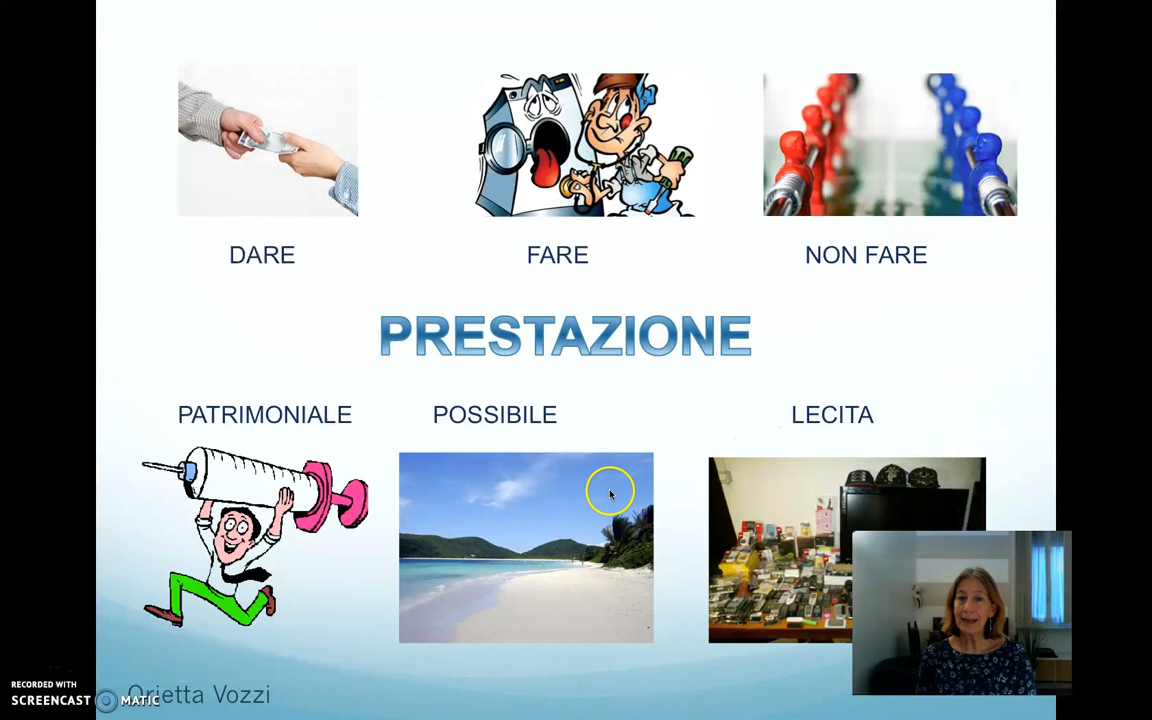 DARE
FARE
NON FARE
PRESTAZIONE
PATRIMONIALE
POSSIBILE
LECITA
RECORDED WITH
SCREENCAST MATIC
Orietta Vozzi